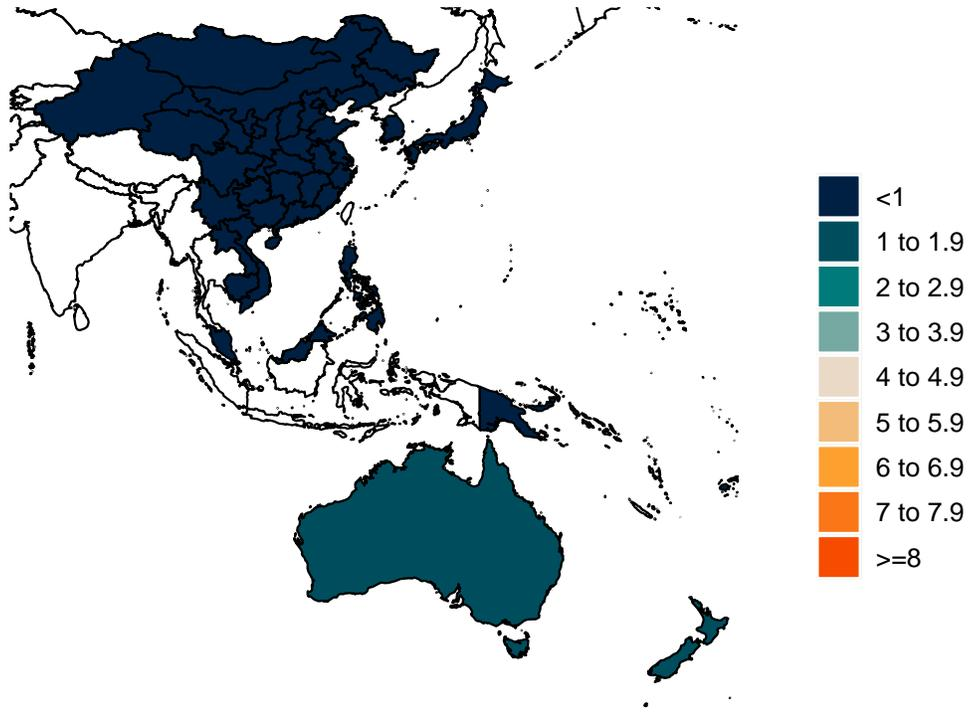 <1
1 to 1.9
2 to 2.9
3 to 3.9
4 to 4.9
5 to 5.9
6 to 6.9
7 to 7.9
>=8